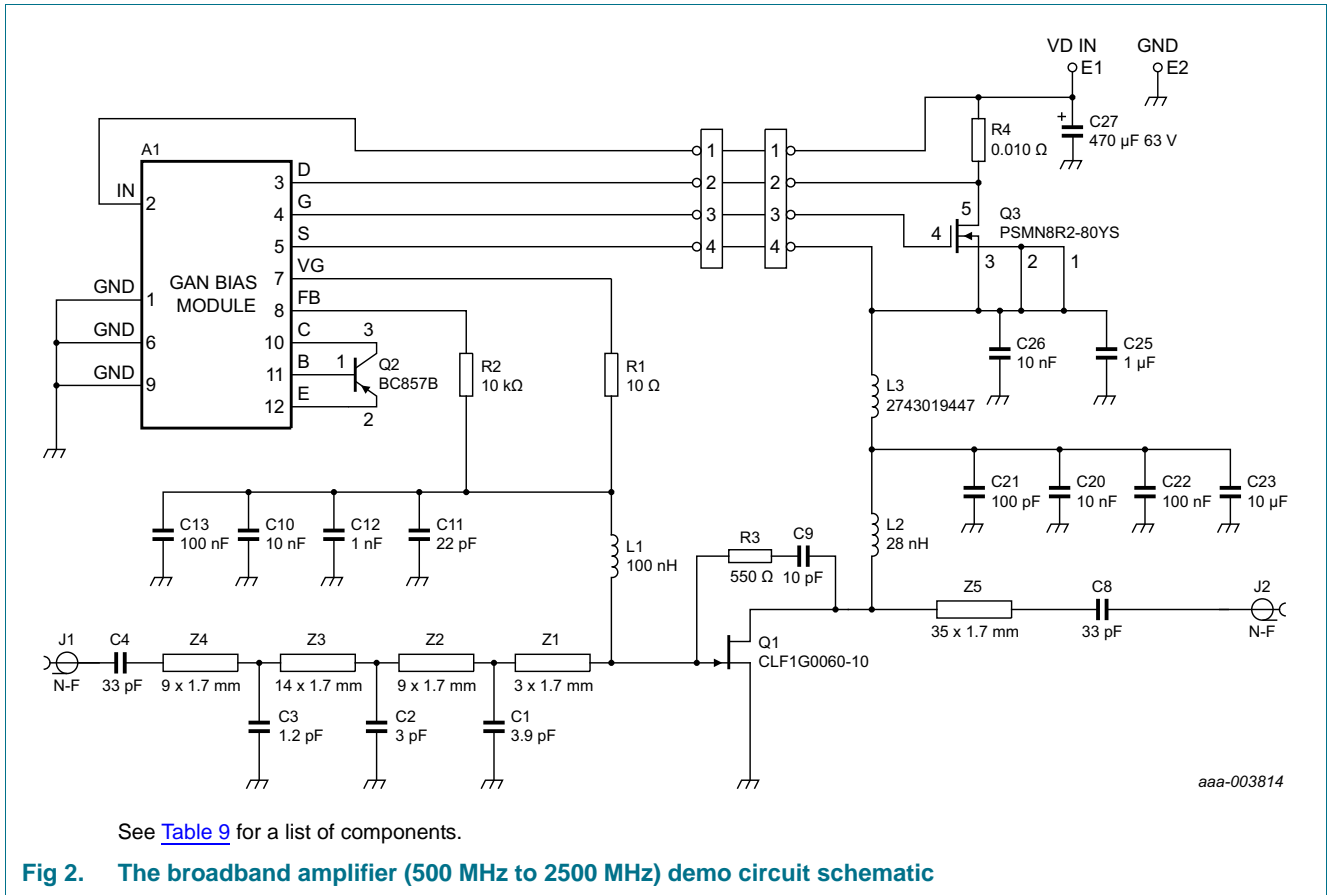 VD IN GND
E1 E2
+ C27
470 µF 63 V
R4
0.010 Ω
A1
IN
2
GAN BIAS
MODULE
GND 1
GND 6
GND 9
3 D
4 G
5 S
7 VG
8 FB
10 C
11 B
12 E
3
1
2
Q2
BC857B
1 1
2 2
3 3
4 4
5
4
3 2 1
Q3
PSMN8R2-80YS
R2
10 kΩ
R1
10 Ω
C26
10 nF
C25
1 µF
L3
2743019447
C13
100 nF
C10
10 nF
C12
1 nF
C11
22 pF
C21
100 pF
C20
10 nF
C22
100 nF
C23
10 µF
L1
100 nH
L2
28 nH
R3
550 Ω
C9
10 pF
Z5
35 x 1.7 mm
C8
33 pF
J2
N-F
Q1
CLF1G0060-10
J1
N-F
C4
33 pF
Z4
9 x 1.7 mm
Z3
14 x 1.7 mm
Z2
9 x 1.7 mm
Z1
3 x 1.7 mm
C3
1.2 pF
C2
3 pF
C1
3.9 pF
aaa-003814
See Table 9 for a list of components.
Fig 2. The broadband amplifier (500 MHz to 2500 MHz) demo circuit schematic